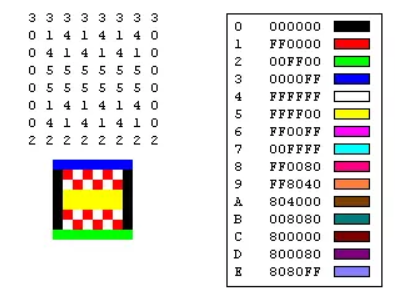 3 3 3 3 3 3 3 3
0 1 4 1 4 1 4 0
0 4 1 4 1 4 1 0
0 5 5 5 5 5 5 0
0 5 5 5 5 5 5 0
0 1 4 1 4 1 4 0
0 4 1 4 1 4 1 0
2 2 2 2 2 2 2 2
0 000000
1 FF0000
2 00FF00
3 0000FF
4 FFFFFF
5 FFFF00
6 FF00FF
7 00FFFF
8 FF0080
9 FF8040
A 804000
B 008080
C 800000
D 800080
E 8080FF